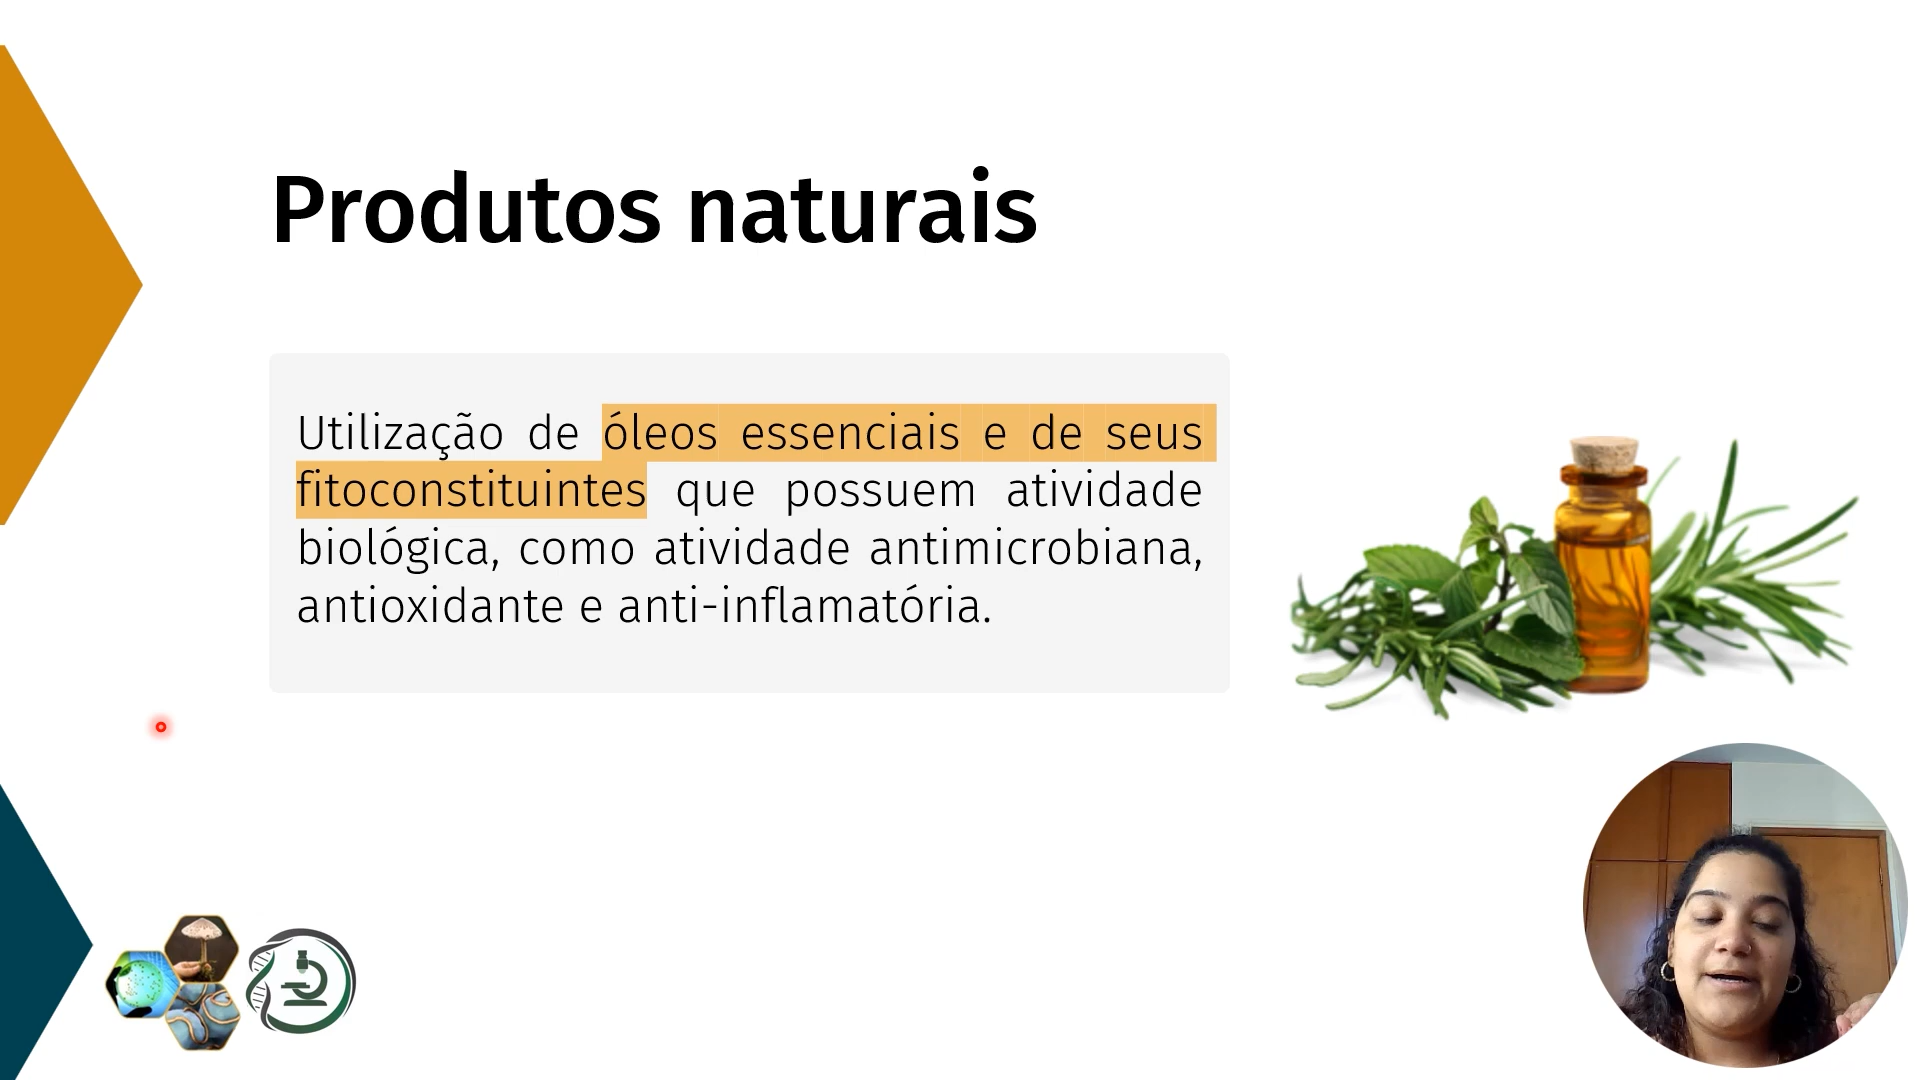 Produtos naturais
Utilização de óleos essenciais e de seus
fitoconstituintes que possuem atividade
biológica, como atividade antimicrobiana,
antioxidante e anti-inflamatória.